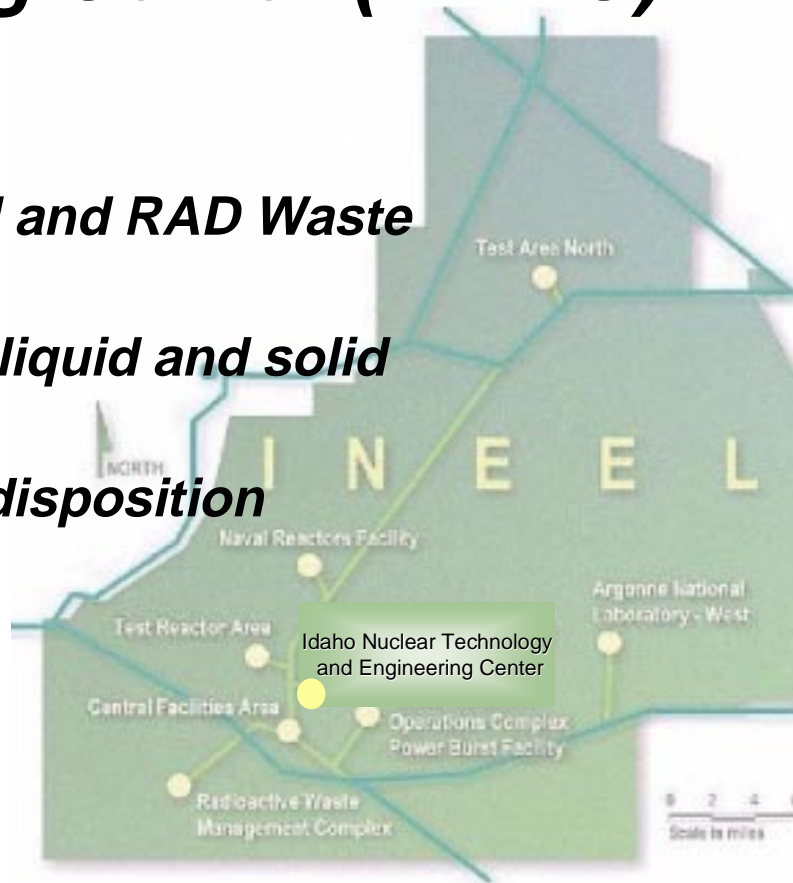 and RAD Waste
liquid and solid
disposition
Test Area North
NORTH
I N E E L
Naval Reactors Facility
Argonne National
Laboratory - West
Test Reactor Area
Idaho Nuclear Technology
and Engineering Center
Central Facilities Area
Operations Complex
Power Burst Facility
Radioactive Waste
Management Complex
0 2 4
Scale in miles